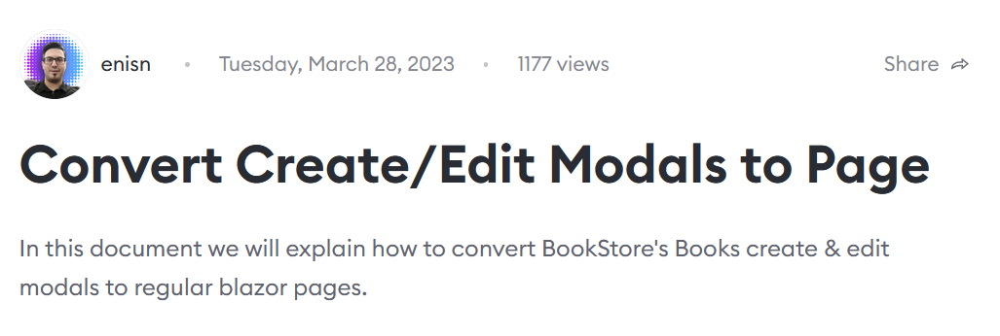 enisn • Tuesday, March 28, 2023 • 1177 views Share
Convert Create/Edit Modals to Page
In this document we will explain how to convert BookStore's Books create & edit
modals to regular blazor pages.